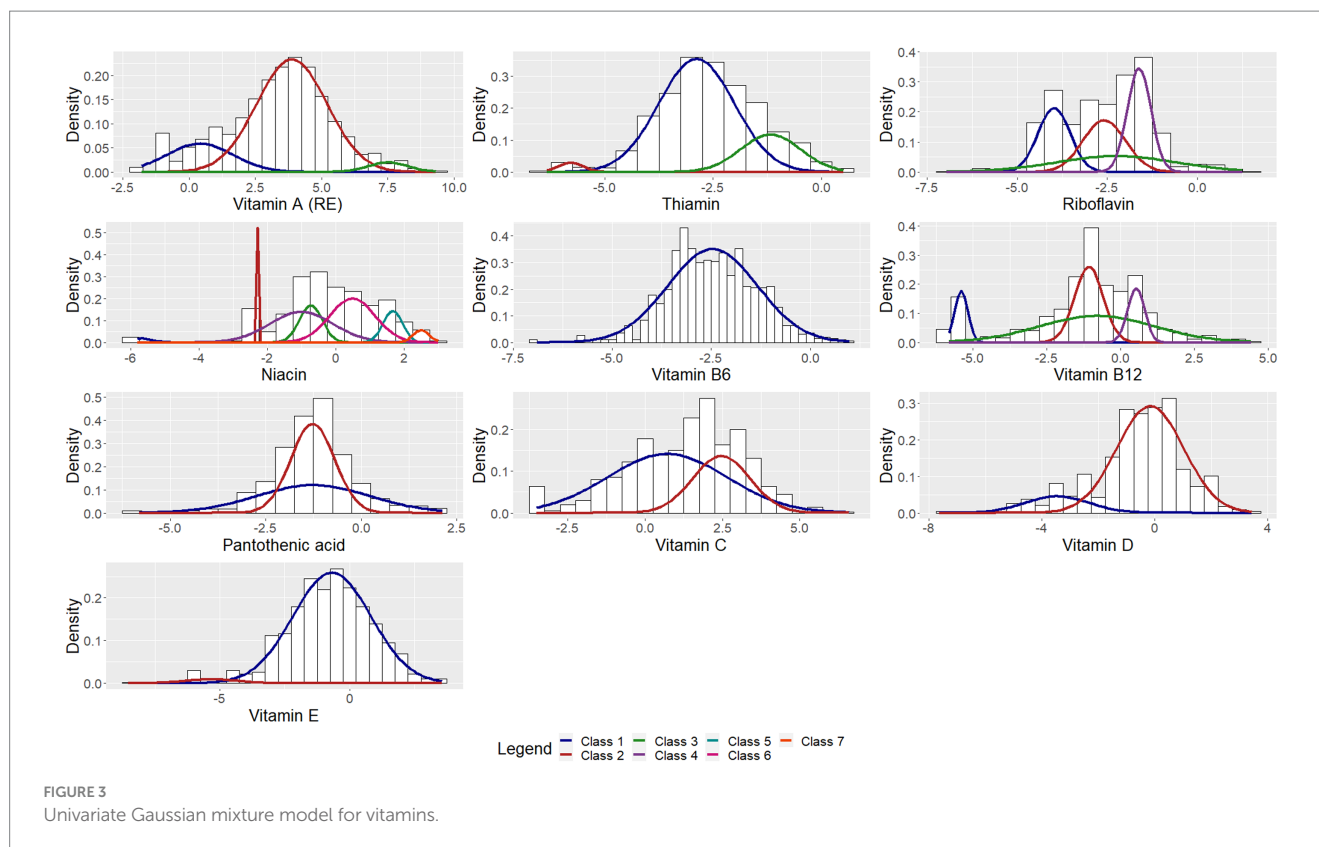 0.20
0.15
0.10
0.05
0.00
Density
-2.5 0.0 2.5 5.0 7.5 10.0
Vitamin A (RE)
0.3
0.2
0.1
0.0
Density
-5.0 -2.5 0.0
Thiamin
0.4
0.3
0.2
0.1
0.0
Density
-7.5 -5.0 -2.5 0.0
Riboflavin
0.5
0.4
0.3
0.2
0.1
0.0
Density
-6 -4 -2 0 2
Niacin
0.4
0.3
0.2
0.1
0.0
Density
-7.5 -5.0 -2.5 0.0
Vitamin B6
0.4
0.3
0.2
0.1
0.0
Density
-5.0 -2.5 0.0 2.5 5.0
Vitamin B12
0.5
0.4
0.3
0.2
0.1
0.0
Density
-5.0 -2.5 0.0 2.5
Pantothenic acid
0.2
0.1
0.0
Density
-2.5 0.0 2.5 5.0
Vitamin C
0.3
0.2
0.1
0.0
Density
-8 -4 0 4
Vitamin D
0.2
0.1
0.0
Density
-5 0
Vitamin E
Legend
Class 1 Class 3 Class 5 Class 7
Class 2 Class 4 Class 6
FIGURE 3
Univariate Gaussian mixture model for vitamins.